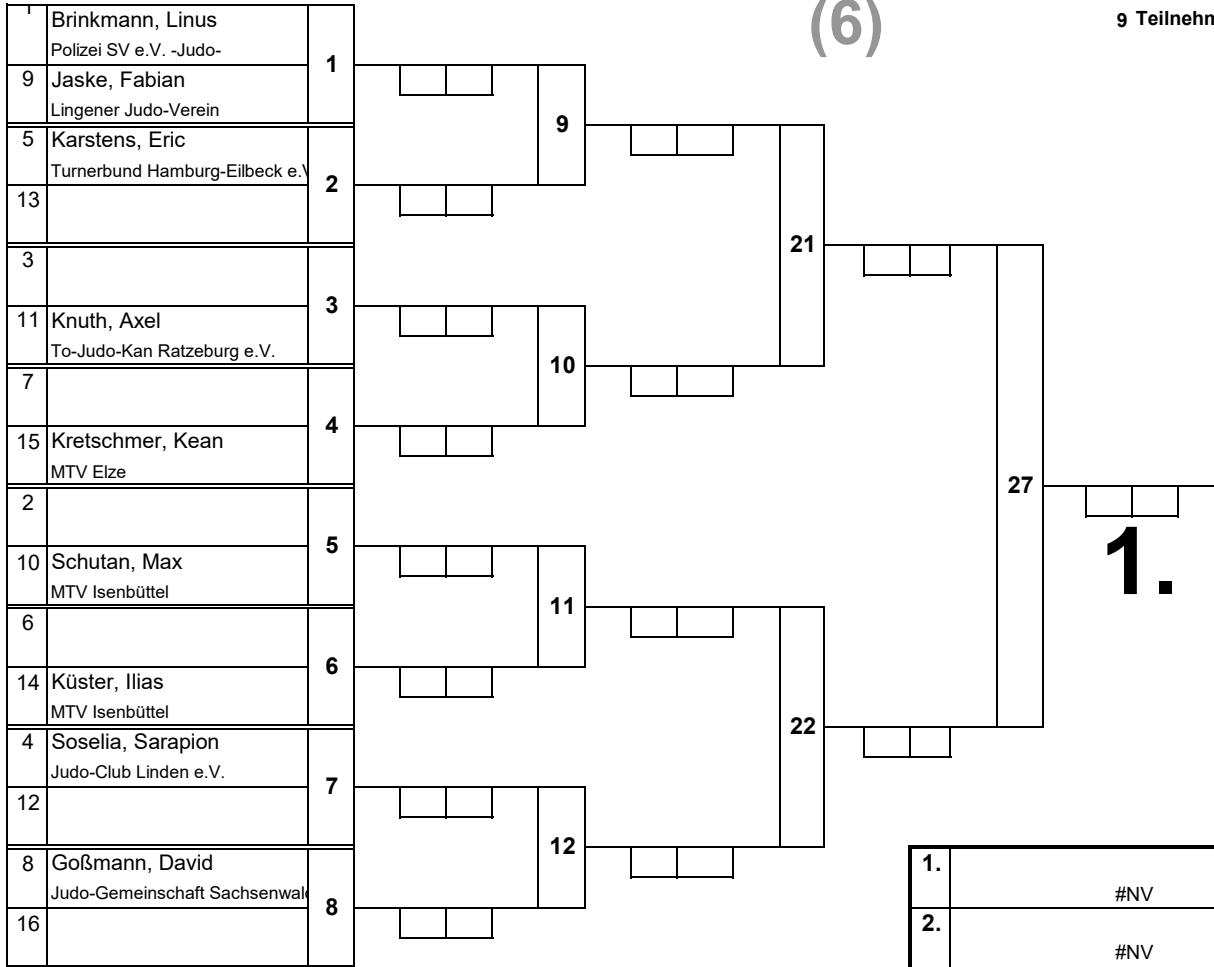 (6)
9 Teilnehm
1 Brinkmann, Linus
Polizei SV e.V. -Judo-
1
9 Jaske, Fabian
Lingener Judo-Verein
9
5 Karstens, Eric
Turnerbund Hamburg-Eilbeck e.V
2
13
21
3
3
11 Knuth, Axel
To-Judo-Kan Ratzeburg e.V.
10
7
4
15 Kretschmer, Kean
MTV Elze
27
2
5
10 Schutan, Max
MTV Isenbüttel
1.
11
6
6
14 Küster, Ilias
MTV Isenbüttel
22
4 Soselia, Sarapion
Judo-Club Linden e.V.
7
12
12
8 Goßmann, David
Judo-Gemeinschaft Sachsenwald
8
16
1.
#NV
2.
#NV